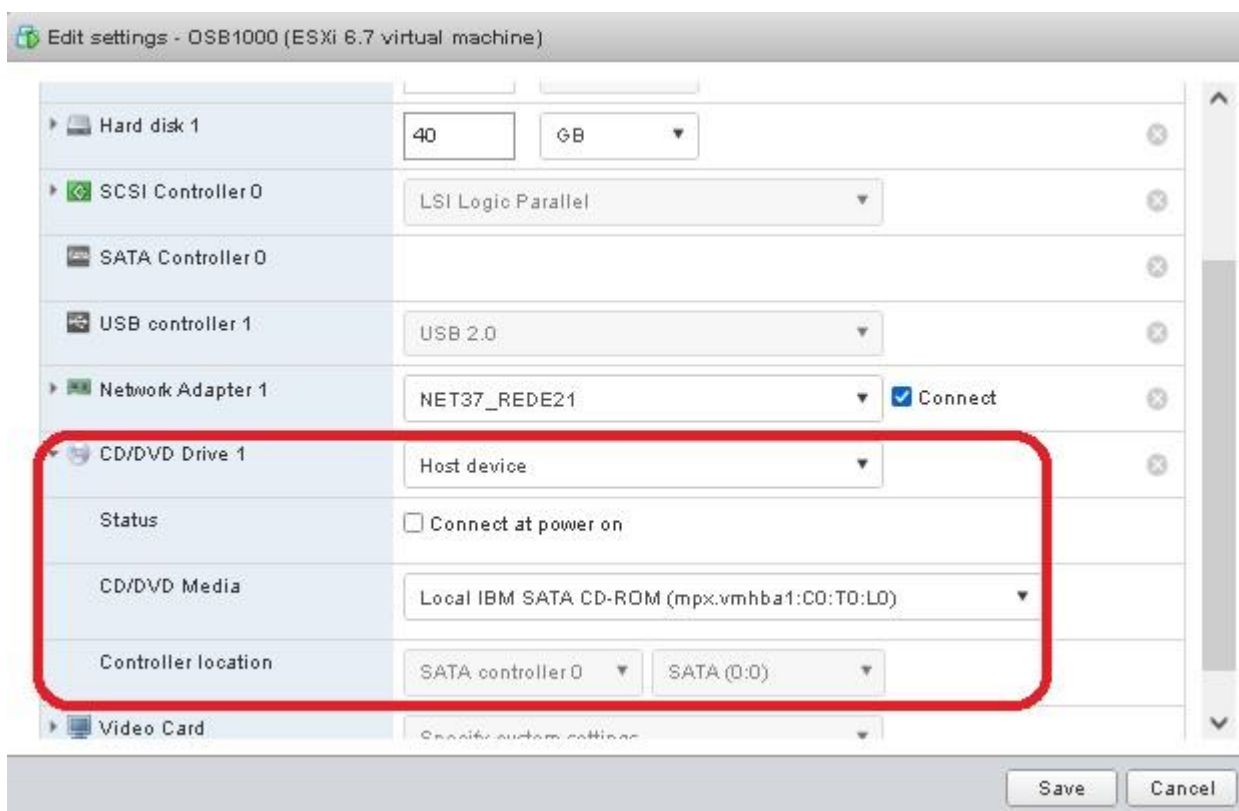 Edit settings - OSB1000 (ESXi 6.7 virtual machine)
Hard disk 1 40 GB
SCSI Controller 0 LSI Logic Parallel
SATA Controller 0
USB controller 1 USB 2.0
Network Adapter 1 NET37_REDE21 Connect
CD/DVD Drive 1 Host device
Status Connect at power on
CD/DVD Media Local IBM SATA CD-ROM (mpx.vmhba1:C0:T0:L0)
Controller location SATA controller 0 SATA (0:0)
Video Card Specify custom settings
Save Cancel